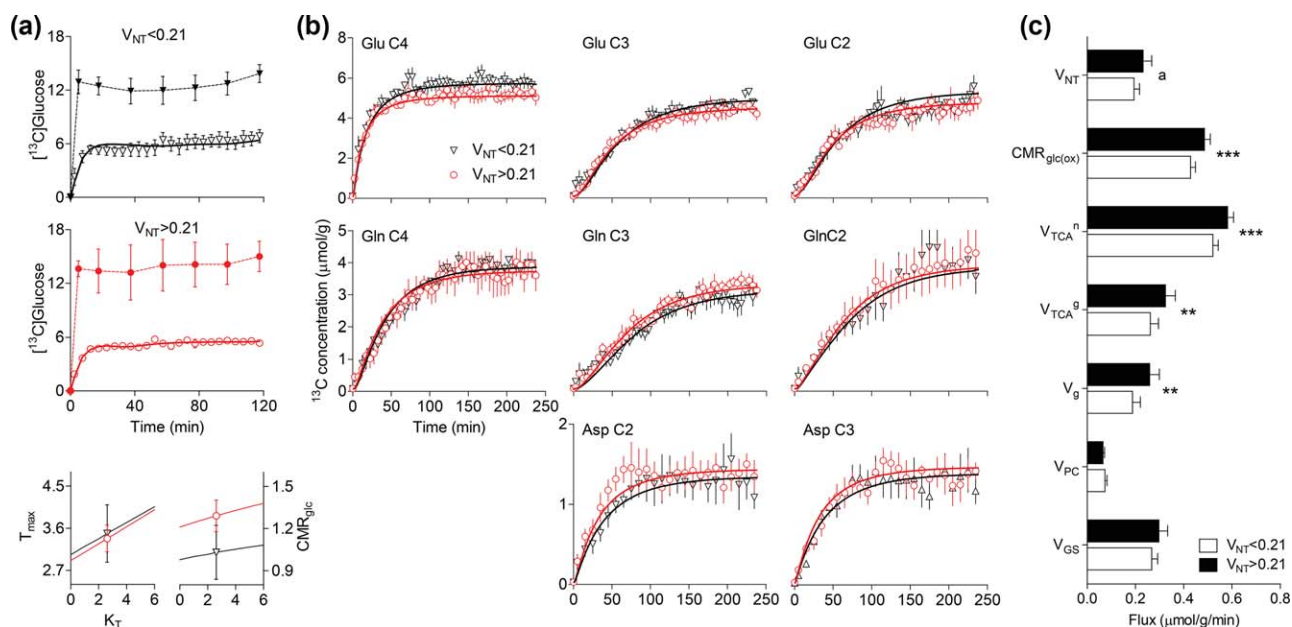 (a)
V_NT<0.21
[¹³C]Glucose
18
12
6
0
V_NT>0.21
[¹³C]Glucose
18
12
6
0
0 40 80 120
Time (min)
T_max
4.5
3.6
2.7
0 2 4 6
0 2 4 6
K_T
1.5
1.2
0.9
CMR_glc
(b)
¹³C concentration (μmol/g)
Glu C4
Glu C3
Glu C2
8
6
4
2
0
V_NT<0.21
V_NT>0.21
Gln C4
Gln C3
GlnC2
5
4
3
2
1
0
0 50 100 150 200 250
Time (min)
Asp C2
Asp C3
2
1
0
0 50 100 150 200 250
0 50 100 150 200 250
Time (min)
(c)
V_NT
a
CMR_glc(ox)
***
V_TCAⁿ
***
V_TCAᵍ
**
V_g
**
V_PC
V_GS
V_NT<0.21
V_NT>0.21
0.0 0.2 0.4 0.6 0.8
Flux (μmol/g/min)